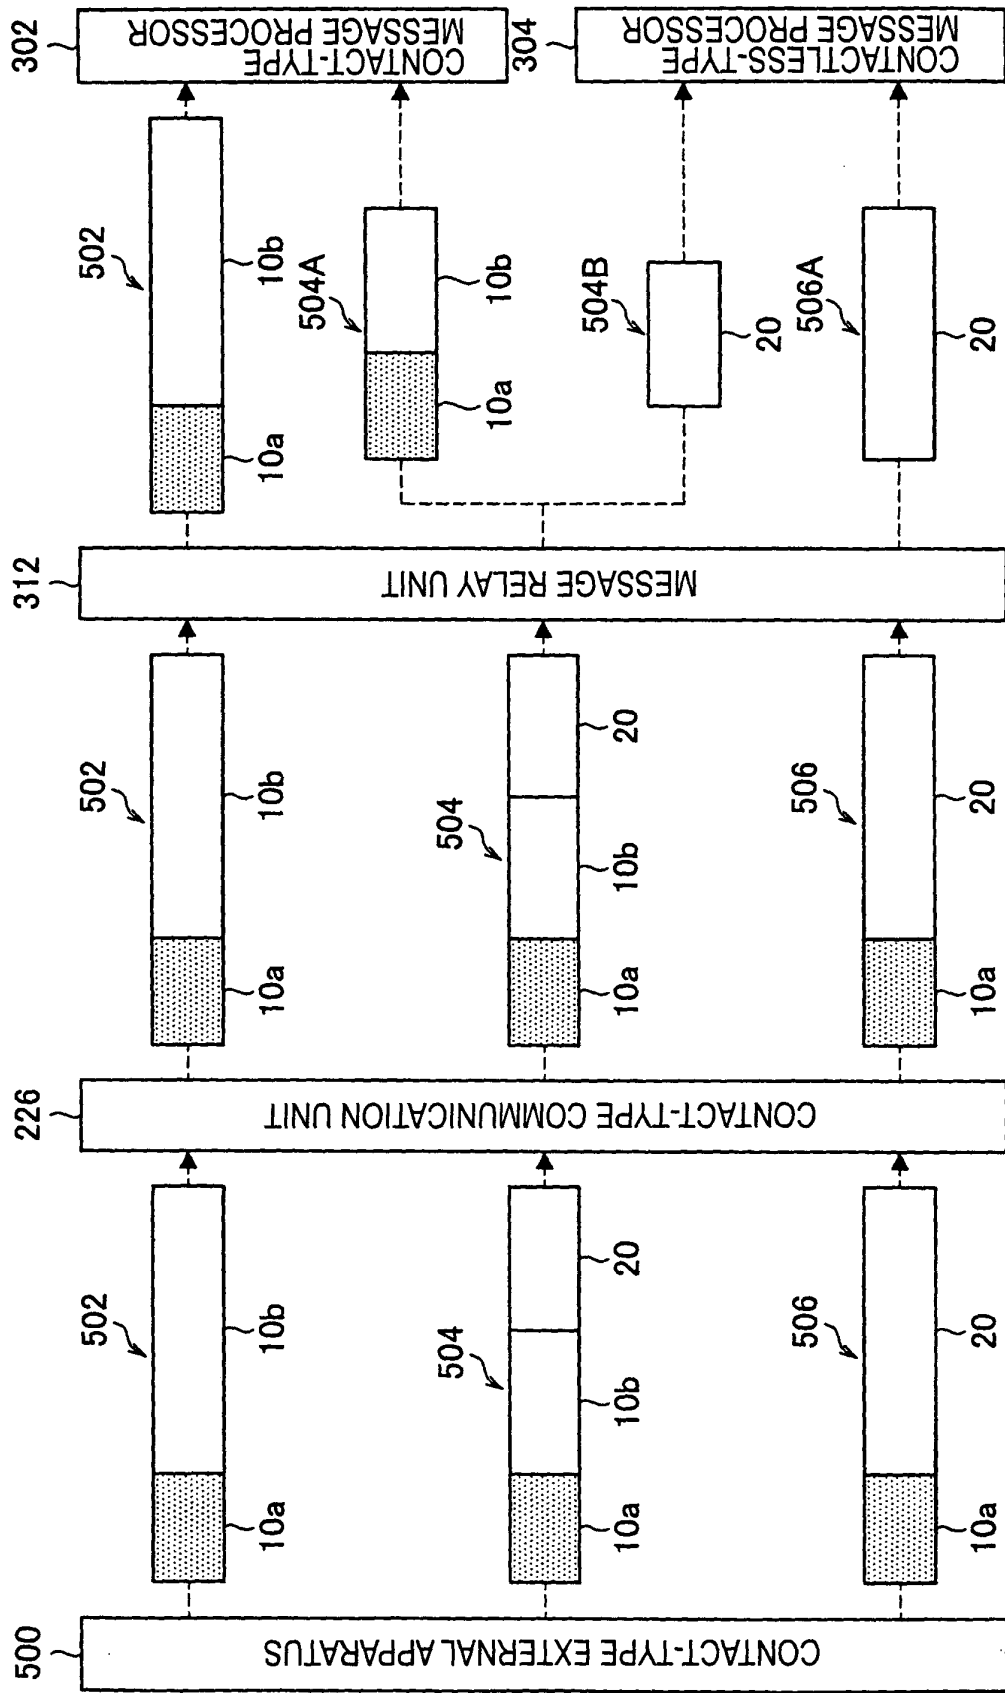 500
CONTACT-TYPE EXTERNAL APPARATUS
502
10a
10b
504
10a
10b
20
506
10a
20
226
CONTACT-TYPE COMMUNICATION UNIT
502
10a
10b
504
10a
10b
20
506
10a
20
312
MESSAGE RELAY UNIT
502
10a
10b
504A
10a
10b
504B
20
506A
20
302
CONTACT-TYPE
MESSAGE PROCESSOR
304
CONTACTLESS-TYPE
MESSAGE PROCESSOR